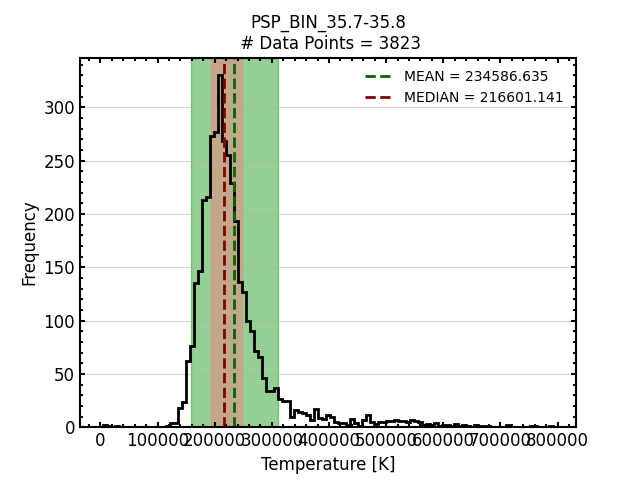 PSP_BIN_35.7-35.8
# Data Points = 3823
MEAN = 234586.635
MEDIAN = 216601.141
Frequency
300
250
200
150
100
50
0
0 100000 200000 300000 400000 500000 600000 700000 800000
Temperature [K]